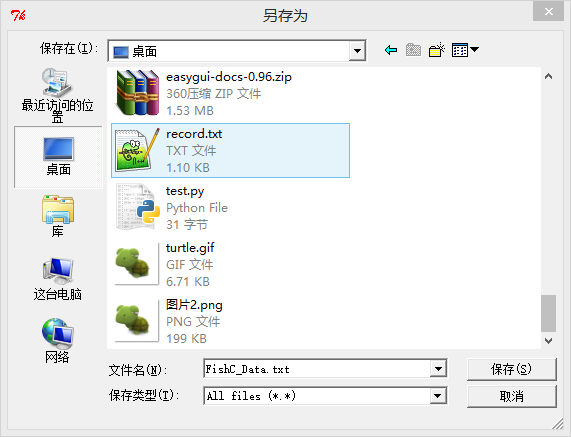 另存为
保存在(I):
桌面
最近访问的位置
桌面
库
这台电脑
网络
easygui-docs-0.96.zip
360压缩 ZIP 文件
1.53 MB
record.txt
TXT 文件
1.10 KB
test.py
Python File
31 字节
turtle.gif
GIF 文件
6.71 KB
图片2.png
PNG 文件
199 KB
文件名(N):
FishC_Data.txt
保存(S)
保存类型(T):
All files (*.*)
取消